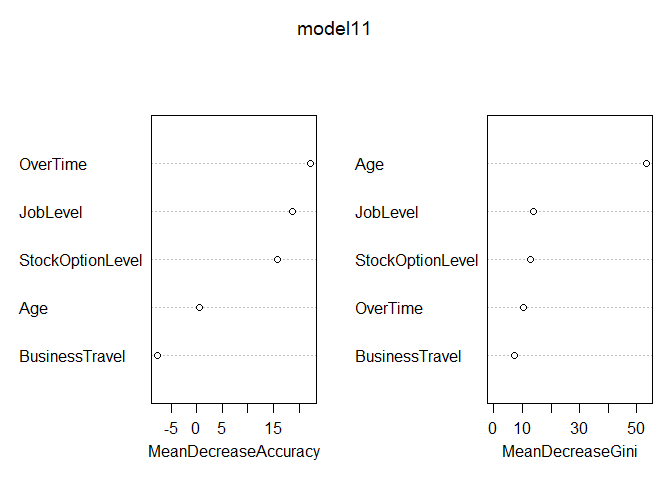 model11
OverTime
JobLevel
StockOptionLevel
Age
BusinessTravel
-5 0 5 15
MeanDecreaseAccuracy
Age
JobLevel
StockOptionLevel
OverTime
BusinessTravel
0 10 30 50
MeanDecreaseGini